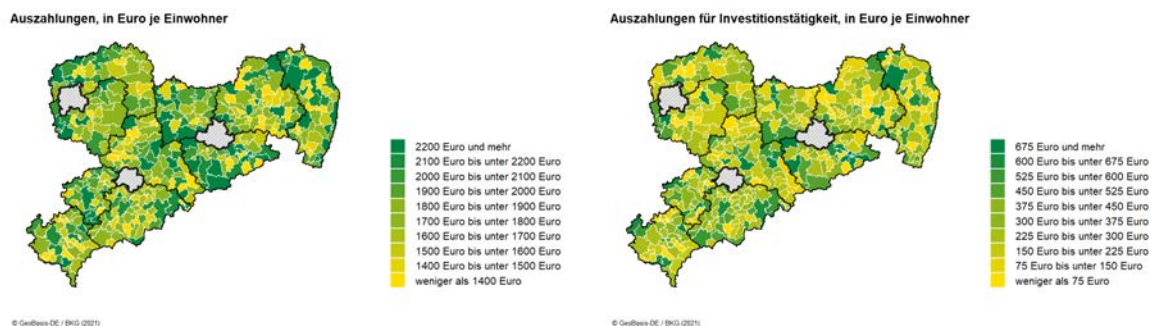 Auszahlungen, in Euro je Einwohner
2200 Euro und mehr
2100 Euro bis unter 2200 Euro
2000 Euro bis unter 2100 Euro
1900 Euro bis unter 2000 Euro
1800 Euro bis unter 1900 Euro
1700 Euro bis unter 1800 Euro
1600 Euro bis unter 1700 Euro
1500 Euro bis unter 1600 Euro
1400 Euro bis unter 1500 Euro
weniger als 1400 Euro
© GeoBasis-DE / BKG (2021)
Auszahlungen für Investitionstätigkeit, in Euro je Einwohner
675 Euro und mehr
600 Euro bis unter 675 Euro
525 Euro bis unter 600 Euro
450 Euro bis unter 525 Euro
375 Euro bis unter 450 Euro
300 Euro bis unter 375 Euro
225 Euro bis unter 300 Euro
150 Euro bis unter 225 Euro
75 Euro bis unter 150 Euro
weniger als 75 Euro
© GeoBasis-DE / BKG (2021)